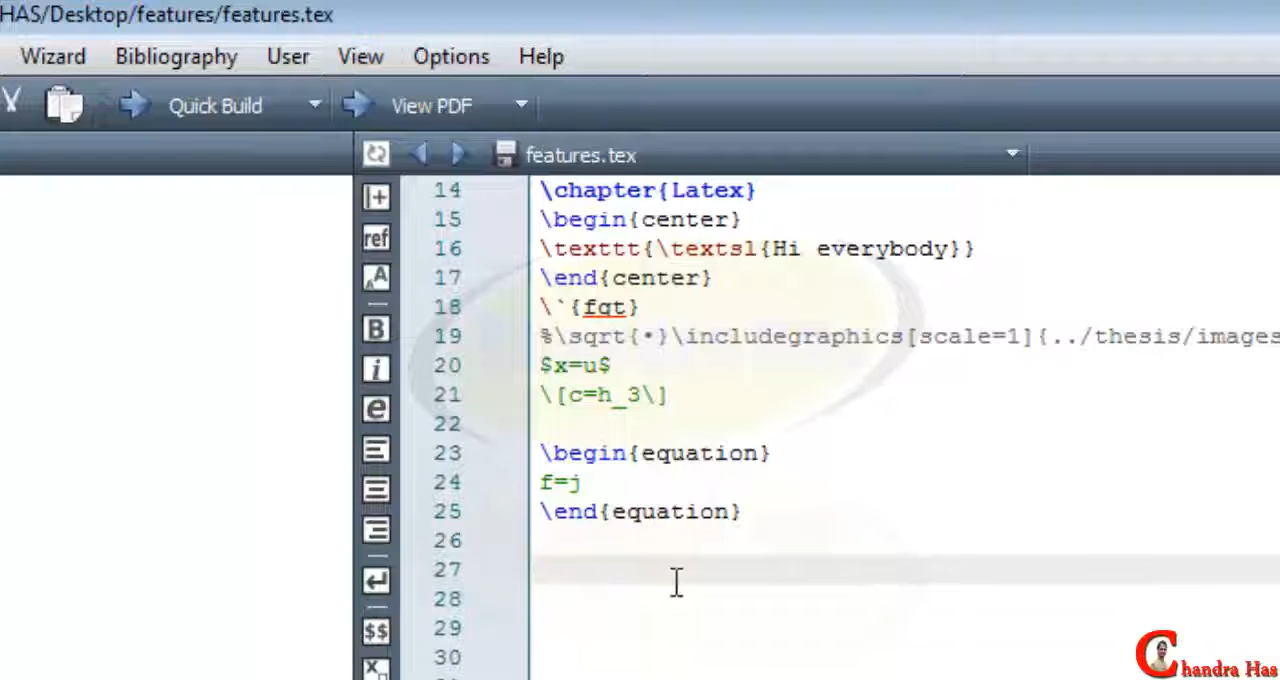 HAS/Desktop/features/features.tex
Wizard Bibliography User View Options Help
Quick Build View PDF
features.tex
14 \chapter{Latex}
15 \begin{center}
16 \texttt{\textsl{Hi everybody}}
17 \end{center}
18 \`{fgt}
19 %\sqrt{•}\includegraphics[scale=1]{../thesis/images
20 $x=u$
21 \[c=h_3\]
22
23 \begin{equation}
24 f=j
25 \end{equation}
26
27
28
29
30
ref
A
B
i
e
$$
X
Chandra Has